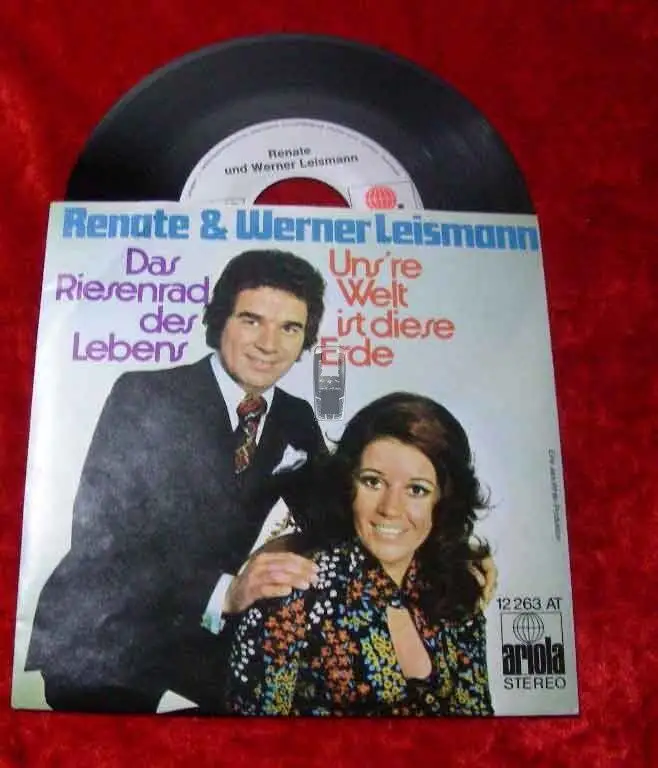 Renate
und Werner Leismann
Renate & Werner Leismann
Das
Riesenrad
des
Lebens
Uns're
Welt
ist diese
Erde
12 263 AT
ariola
STEREO